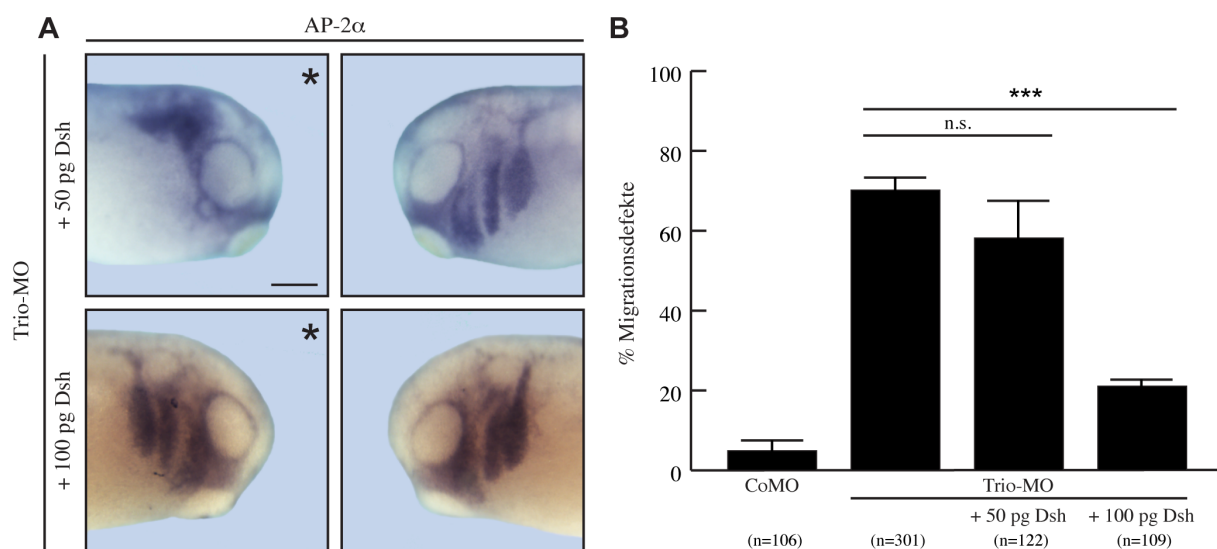 A
AP-2α
Trio-MO
+ 50 pg Dsh
*
+ 100 pg Dsh
*
B
% Migrationsdefekte
100
80
60
40
20
0
***
n.s.
CoMO
Trio-MO
+ 50 pg Dsh
+ 100 pg Dsh
(n=106)
(n=301)
(n=122)
(n=109)